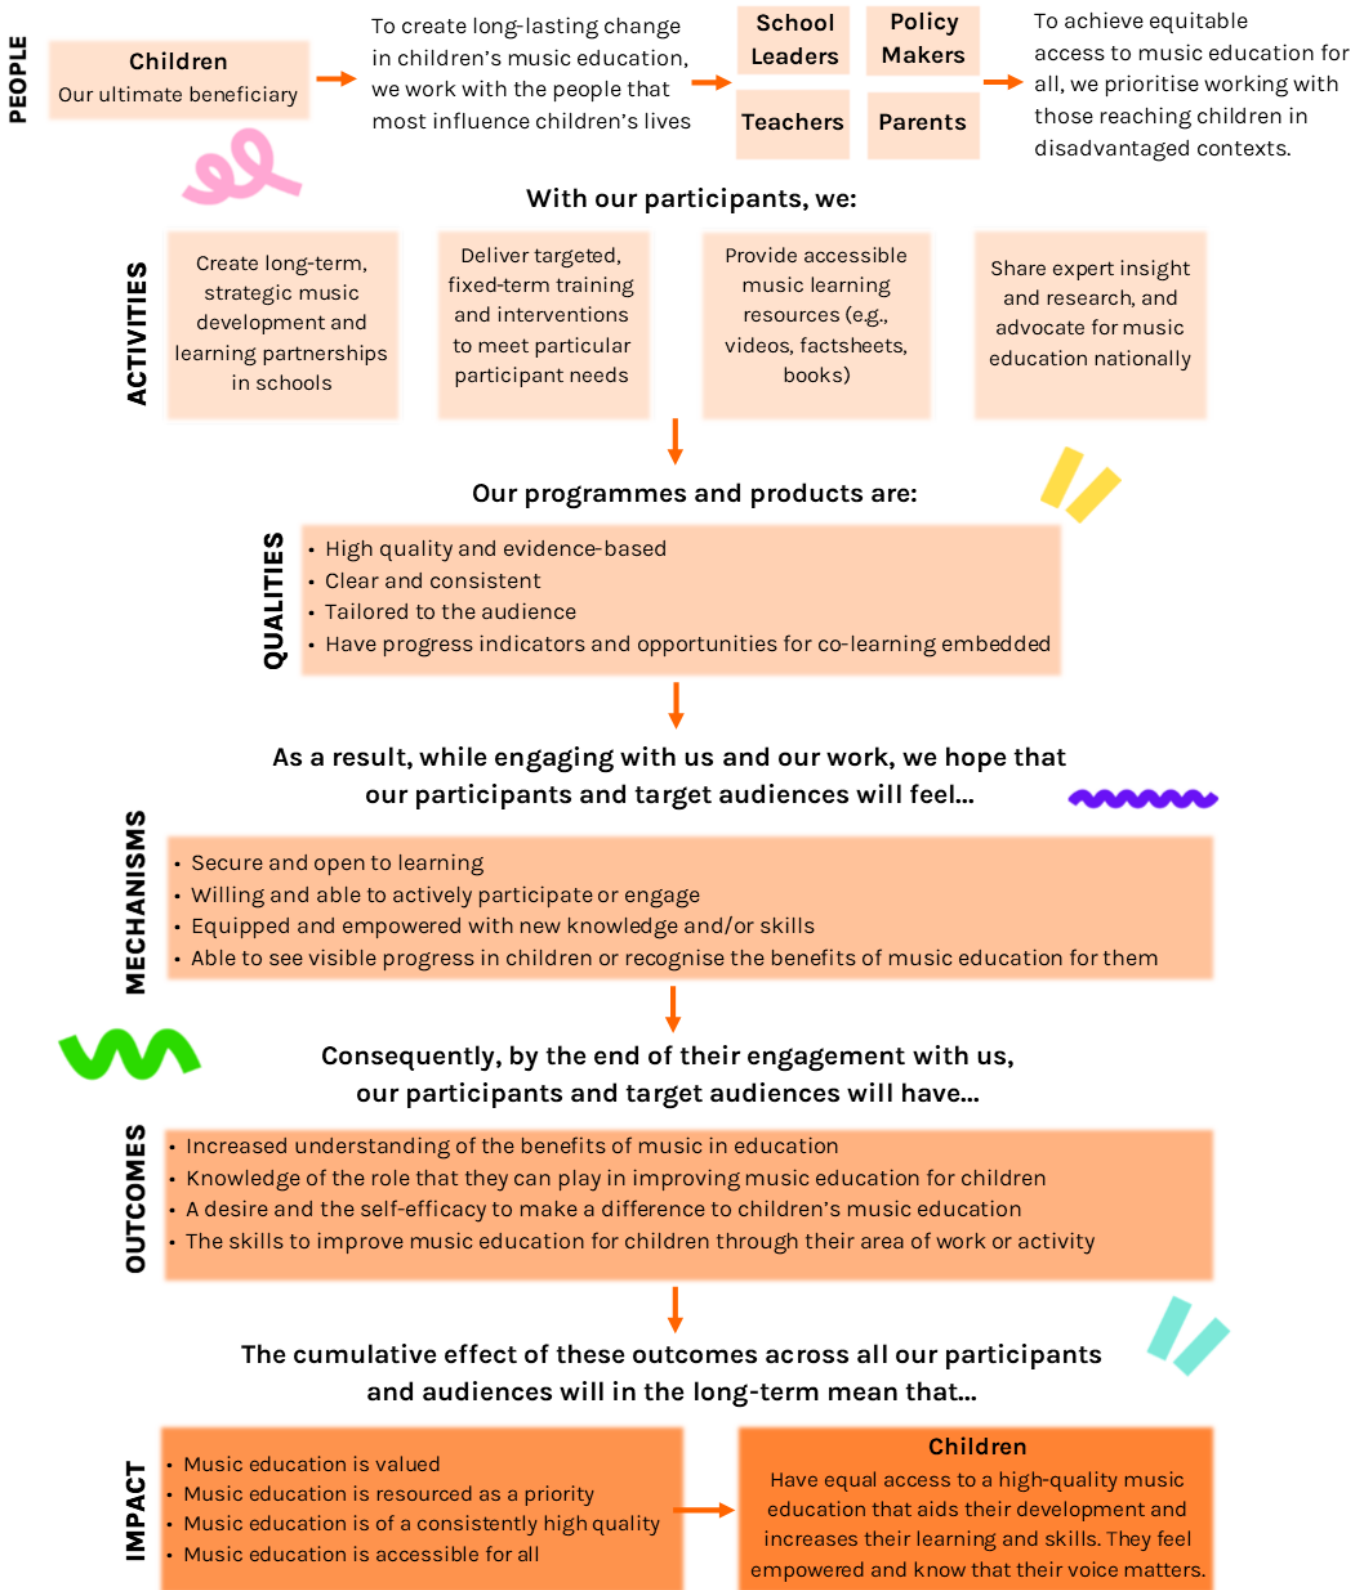 PEOPLE
Children
Our ultimate beneficiary
To create long-lasting change
in children's music education,
we work with the people that
most influence children's lives
School
Leaders
Policy
Makers
Teachers
Parents
To achieve equitable
access to music education for
all, we prioritise working with
those reaching children in
disadvantaged contexts.
With our participants, we:
ACTIVITIES
Create long-term,
strategic music
development and
learning partnerships
in schools
Deliver targeted,
fixed-term training
and interventions
to meet particular
participant needs
Provide accessible
music learning
resources (e.g.,
videos, factsheets,
books)
Share expert insight
and research, and
advocate for music
education nationally
Our programmes and products are:
QUALITIES
• High quality and evidence-based
• Clear and consistent
• Tailored to the audience
• Have progress indicators and opportunities for co-learning embedded
As a result, while engaging with us and our work, we hope that
our participants and target audiences will feel...
MECHANISMS
• Secure and open to learning
• Willing and able to actively participate or engage
• Equipped and empowered with new knowledge and/or skills
• Able to see visible progress in children or recognise the benefits of music education for them
Consequently, by the end of their engagement with us,
our participants and target audiences will have...
OUTCOMES
• Increased understanding of the benefits of music in education
• Knowledge of the role that they can play in improving music education for children
• A desire and the self-efficacy to make a difference to children's music education
• The skills to improve music education for children through their area of work or activity
The cumulative effect of these outcomes across all our participants
and audiences will in the long-term mean that...
IMPACT
• Music education is valued
• Music education is resourced as a priority
• Music education is of a consistently high quality
• Music education is accessible for all
Children
Have equal access to a high-quality music
education that aids their development and
increases their learning and skills. They feel
empowered and know that their voice matters.